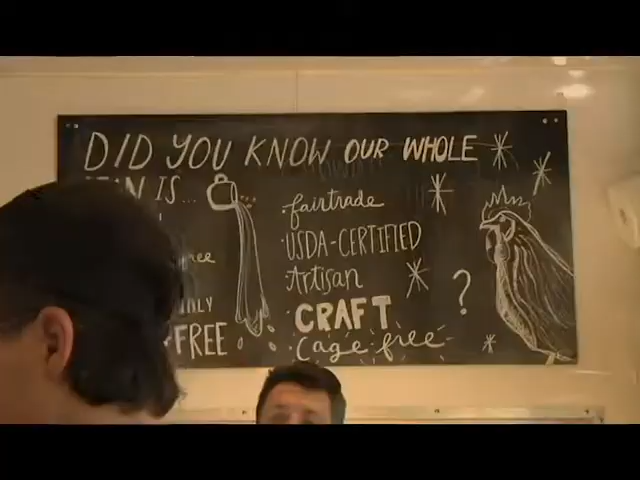 DID YOU KNOW OUR WHOLE
IS...
fairtrade
USDA-CERTIFIED
Artisan
CRAFT
FREE
Cage free
?